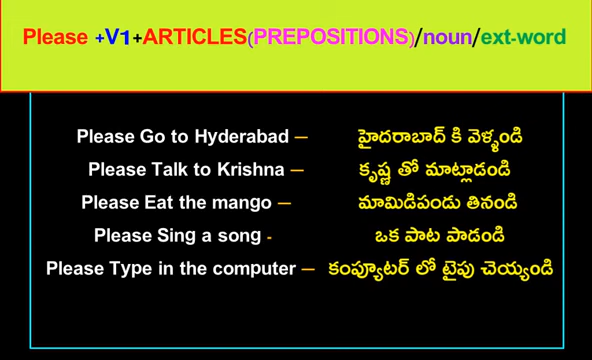 Please +V1+ARTICLES(PREPOSITIONS)/noun/ext-word
Please Go to Hyderabad – హైదరాబాద్ కి వెళ్ళండి
Please Talk to Krishna – కృష్ణ తో మాట్లాడండి
Please Eat the mango – మామిడిపండు తినండి
Please Sing a song - ఒక పాట పాడండి
Please Type in the computer – కంప్యూటర్ లో టైపు చెయ్యండి